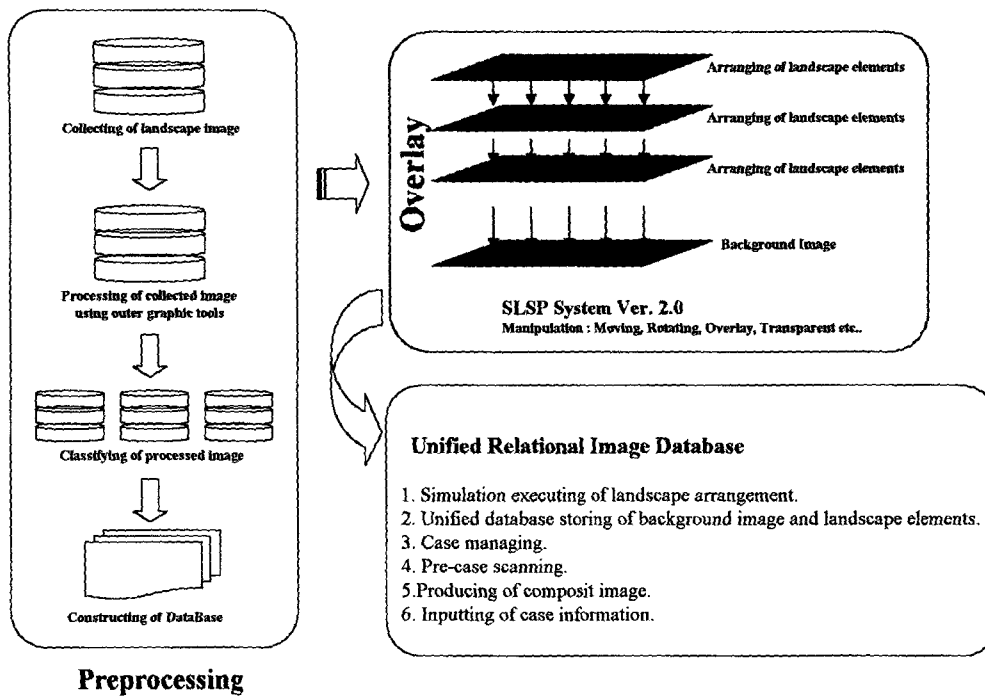 Collecting of landscape image
Processing of collected image
using outer graphic tools
Classifying of processed image
Constructing of DataBase
Preprocessing
Overlay
Arranging of landscape elements
Arranging of landscape elements
Arranging of landscape elements
Background Image
SLSP System Ver. 2.0
Manipulation : Moving, Rotating, Overlay, Transparent etc..
Unified Relational Image Database
1. Simulation executing of landscape arrangement.
2. Unified database storing of background image and landscape elements.
3. Case managing.
4. Pre-case scanning.
5.Producing of composit image.
6. Inputting of case information.